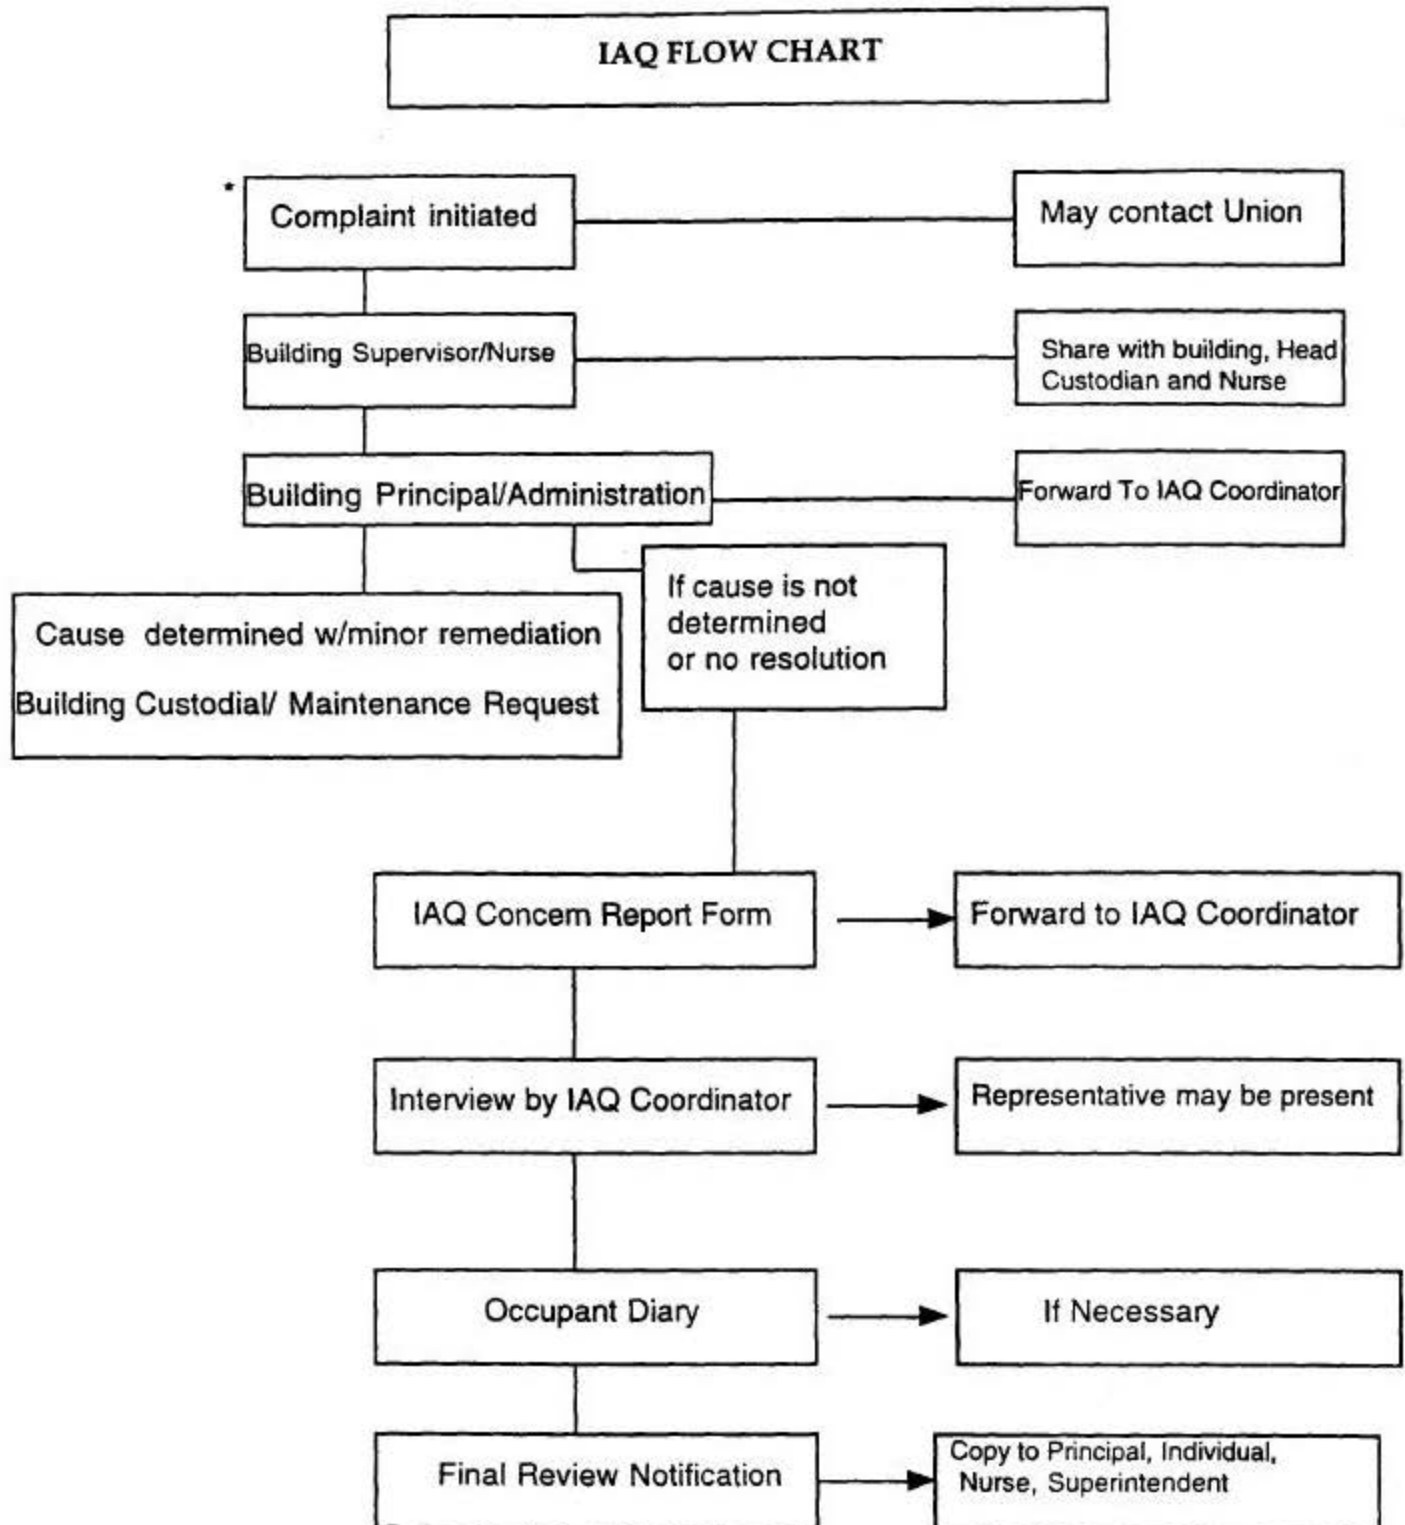 IAQ FLOW CHART
*
Complaint initiated
May contact Union
Building Supervisor/Nurse
Share with building, Head
Custodian and Nurse
Building Principal/Administration
Forward To IAQ Coordinator
If cause is not
determined
or no resolution
Cause determined w/minor remediation
Building Custodial/ Maintenance Request
IAQ Concern Report Form
Forward to IAQ Coordinator
Interview by IAQ Coordinator
Representative may be present
Occupant Diary
If Necessary
Final Review Notification
Copy to Principal, Individual,
Nurse, Superintendent